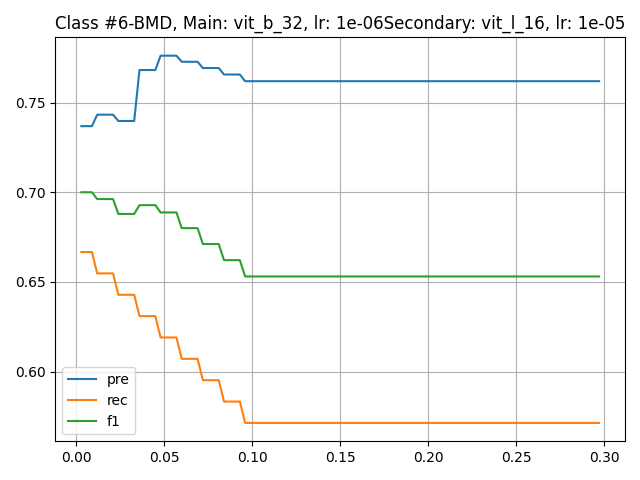 Class #6-BMD, Main: vit_b_32, lr: 1e-06Secondary: vit_l_16, lr: 1e-05
0.75
0.70
0.65
0.60
pre
rec
f1
0.00 0.05 0.10 0.15 0.20 0.25 0.30